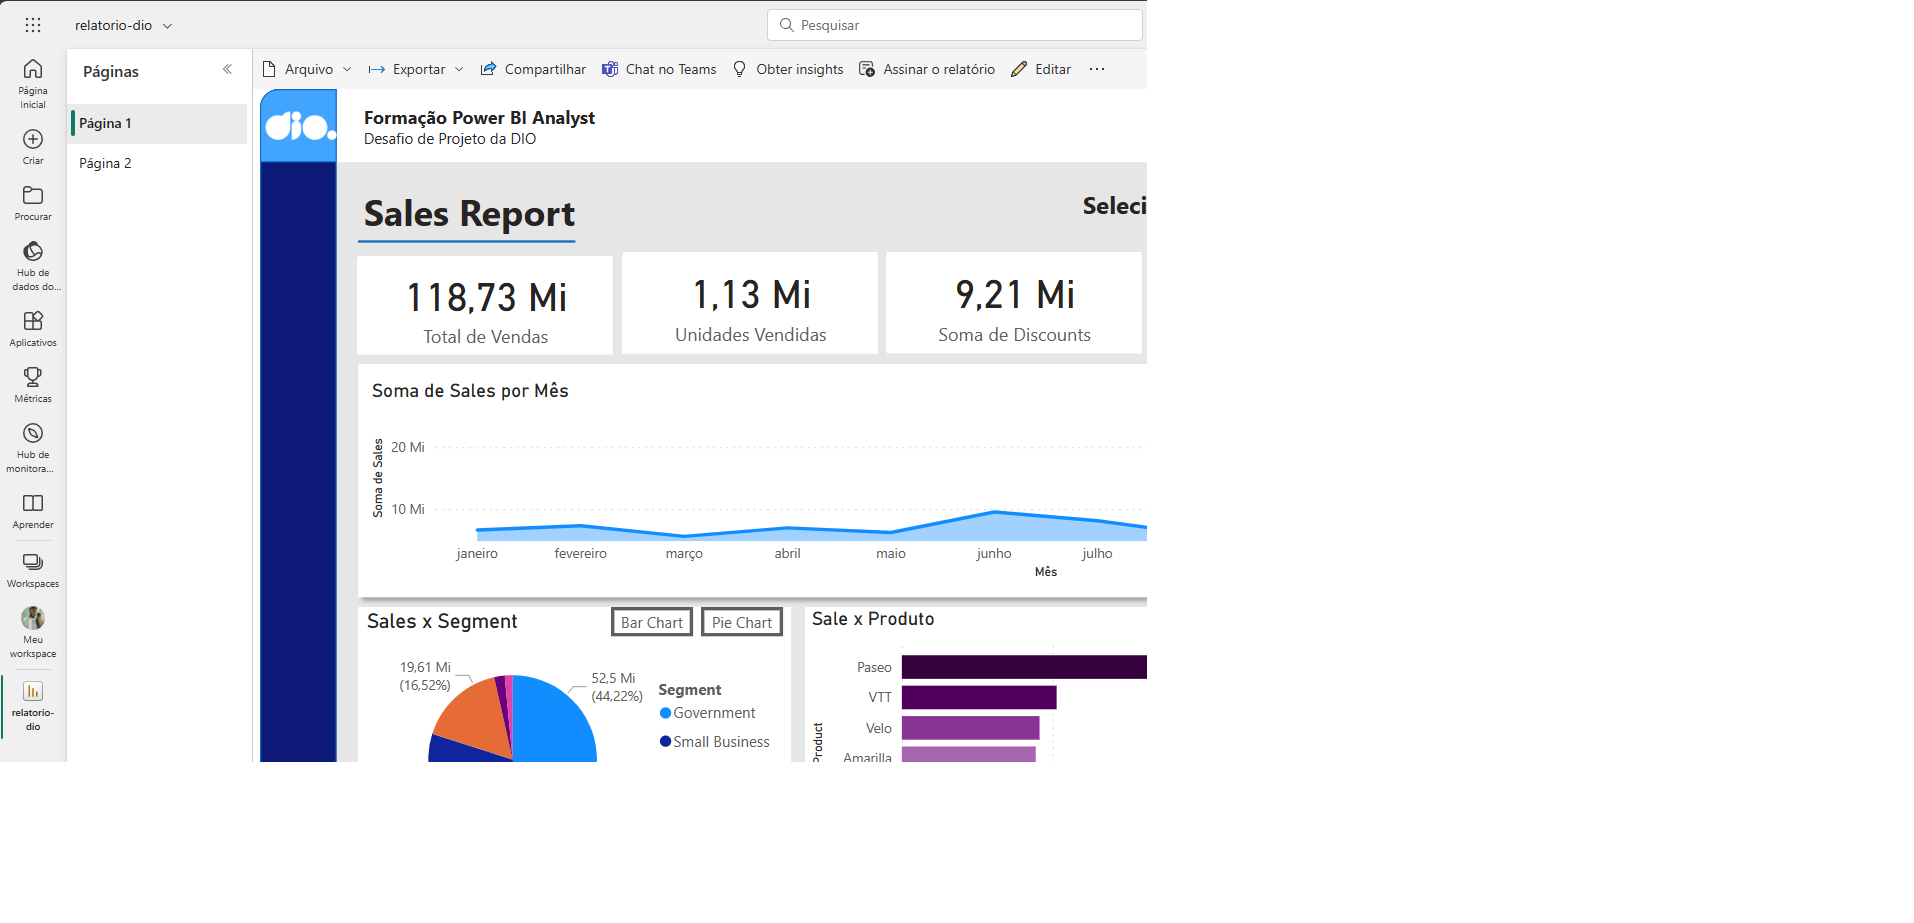 relatorio-dio
Pesquisar
Página
Inicial
Criar
Procurar
Hub de
dados do...
Aplicativos
Métricas
Hub de
monitora...
Aprender
Workspaces
Meu
workspace
relatorio-
dio
Páginas
Página 1
Página 2
Arquivo
Exportar
Compartilhar
Chat no Teams
Obter insights
Assinar o relatório
Editar
dio.
Formação Power BI Analyst
Desafio de Projeto da DIO
Sales Report
Seleci
118,73 Mi
Total de Vendas
1,13 Mi
Unidades Vendidas
9,21 Mi
Soma de Discounts
Soma de Sales por Mês
Soma de Sales
20 Mi
10 Mi
janeiro
fevereiro
março
abril
maio
junho
julho
Mês
Sales x Segment
Bar Chart
Pie Chart
19,61 Mi
(16,52%)
52,5 Mi
(44,22%)
Segment
Government
Small Business
Sale x Produto
Product
Paseo
VTT
Velo
Amarilla